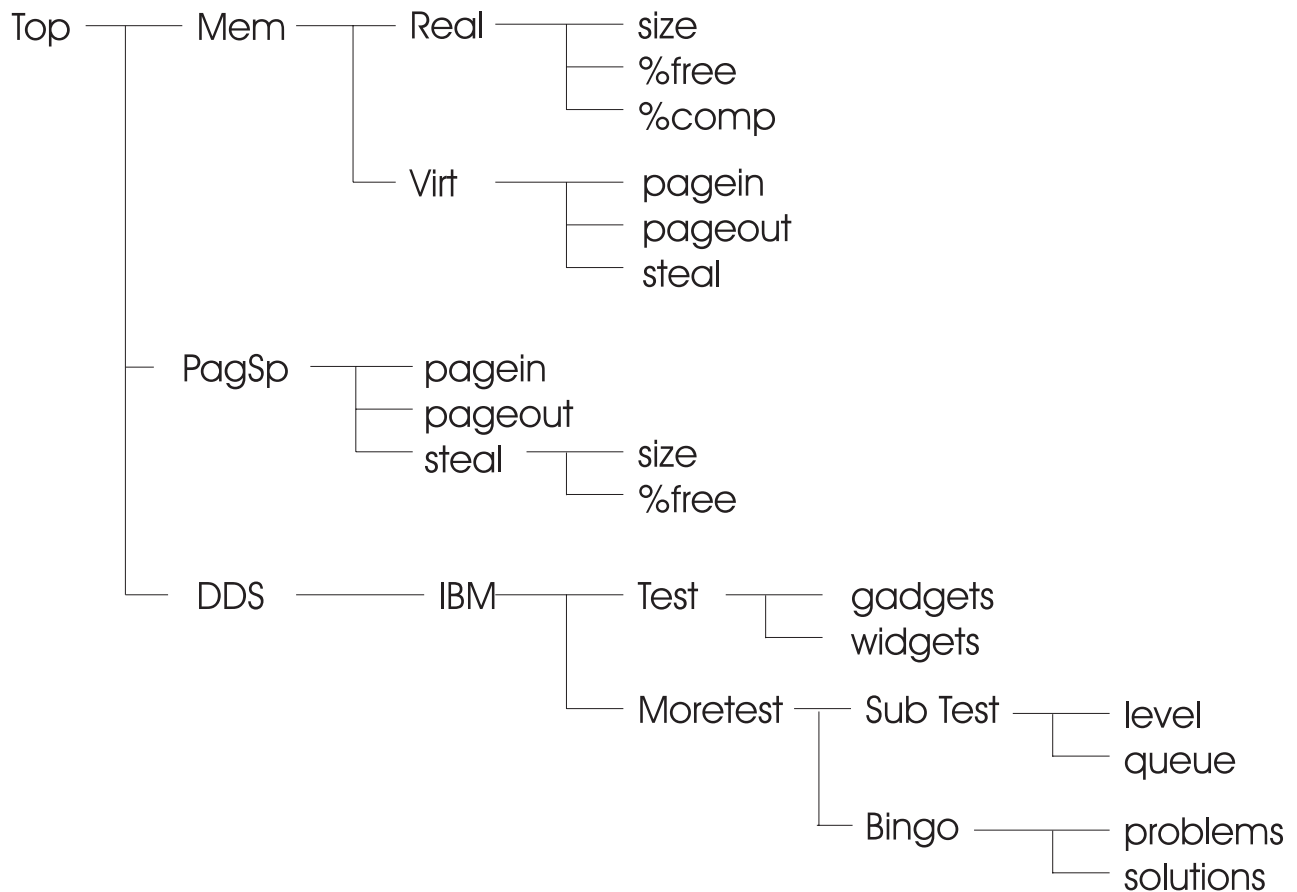 Top Mem Real size
%free
%comp
Virt pagein
pageout
steal
PagSp pagein
pageout
steal size
%free
DDS IBM Test gadgets
widgets
Moretest Sub Test level
queue
Bingo problems
solutions